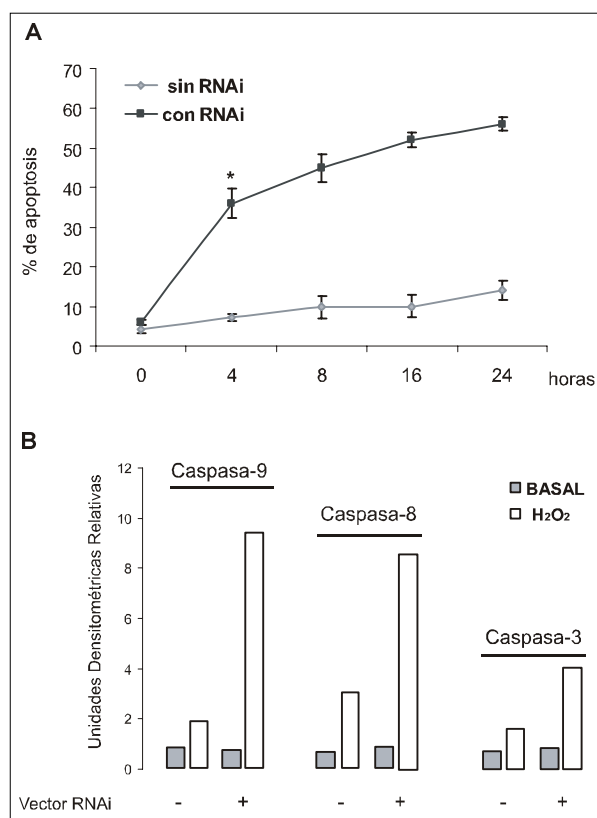 A
70
60
50
40
30
20
10
0
% de apoptosis
sin RNAi
con RNAi
*
0 4 8 16 24 horas
B
12
10
8
6
4
2
0
Unidades Densitométricas Relativas
Caspasa-9
Caspasa-8
Caspasa-3
BASAL
H2O2
Vector RNAi - + - + - +